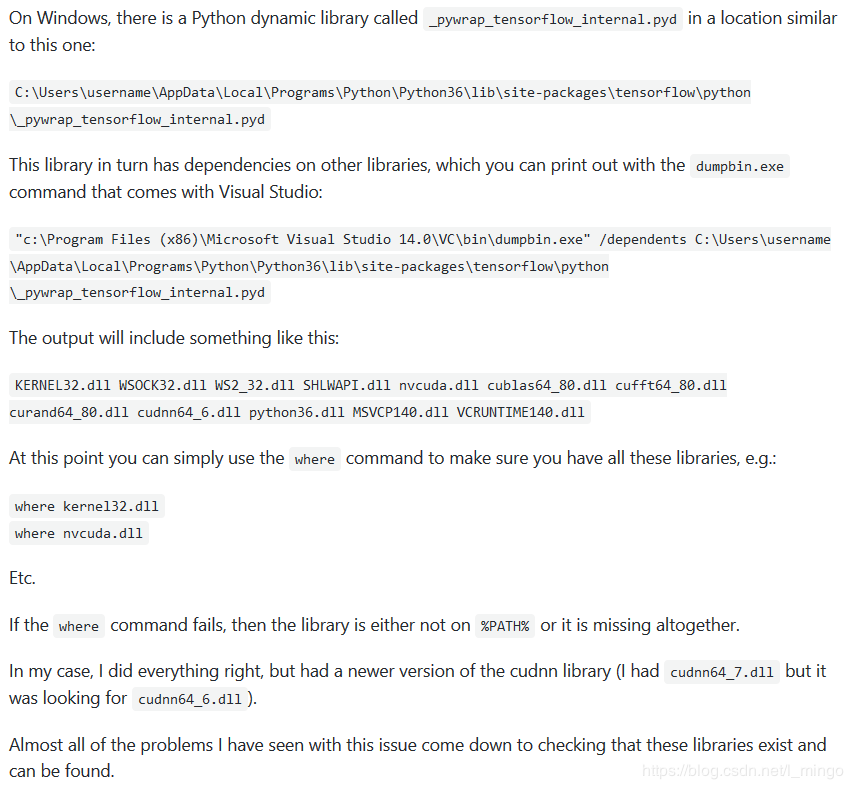 On Windows, there is a Python dynamic library called _pywrap_tensorflow_internal.pyd in a location similar
to this one:
C:\Users\username\AppData\Local\Programs\Python\Python36\lib\site-packages\tensorflow\python
\_pywrap_tensorflow_internal.pyd
This library in turn has dependencies on other libraries, which you can print out with the dumpbin.exe
command that comes with Visual Studio:
"c:\Program Files (x86)\Microsoft Visual Studio 14.0\VC\bin\dumpbin.exe" /dependents C:\Users\username
\AppData\Local\Programs\Python\Python36\lib\site-packages\tensorflow\python
\_pywrap_tensorflow_internal.pyd
The output will include something like this:
KERNEL32.dll WSOCK32.dll WS2_32.dll SHLWAPI.dll nvcuda.dll cublas64_80.dll cufft64_80.dll
curand64_80.dll cudnn64_6.dll python36.dll MSVCP140.dll VCRUNTIME140.dll
At this point you can simply use the where command to make sure you have all these libraries, e.g.:
where kernel32.dll
where nvcuda.dll
Etc.
If the where command fails, then the library is either not on %PATH% or it is missing altogether.
In my case, I did everything right, but had a newer version of the cudnn library (I had cudnn64_7.dll but it
was looking for cudnn64_6.dll ).
Almost all of the problems I have seen with this issue come down to checking that these libraries exist and
can be found.
https://blog.csdn.net/l_mingo